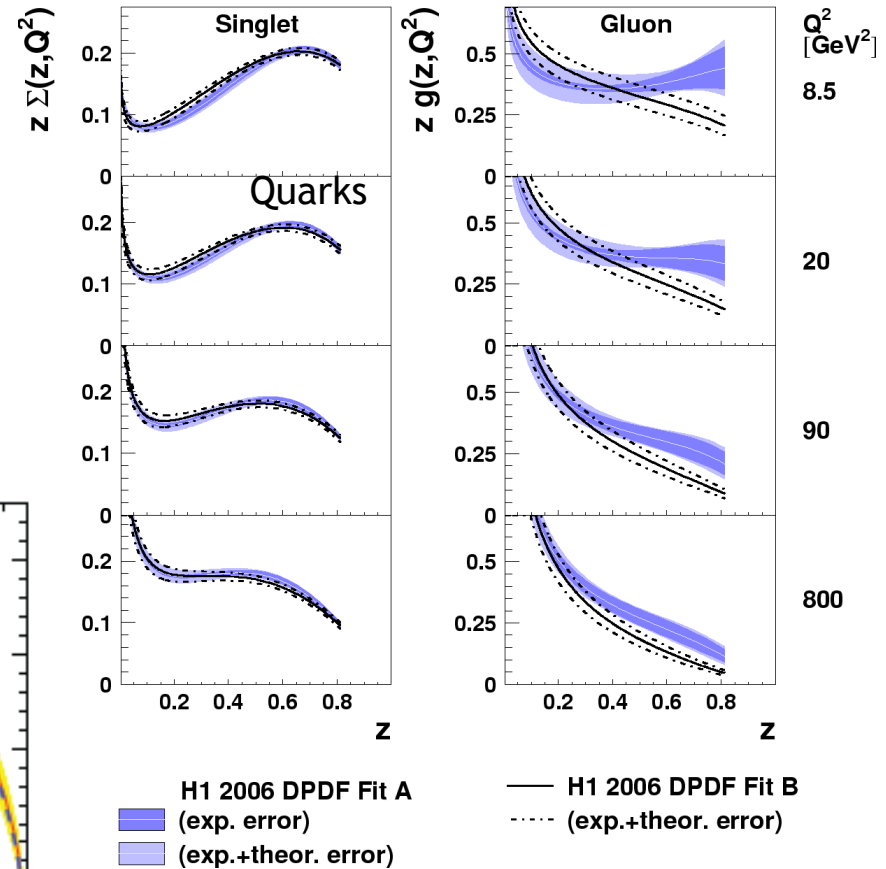 Singlet
Gluon
Q²
[GeV²]
z Σ(z,Q²)
z g(z,Q²)
0.2
0.1
0
0.5
0.25
0
8.5
Quarks
0.2
0.1
0
0.5
0.25
0
20
0.2
0.1
0
0.5
0.25
0
90
0.2
0.1
0
0.5
0.25
0
800
0.2 0.4 0.6 0.8
0.2 0.4 0.6 0.8
z
z
H1 2006 DPDF Fit A
(exp. error)
(exp.+theor. error)
H1 2006 DPDF Fit B
(exp.+theor. error)